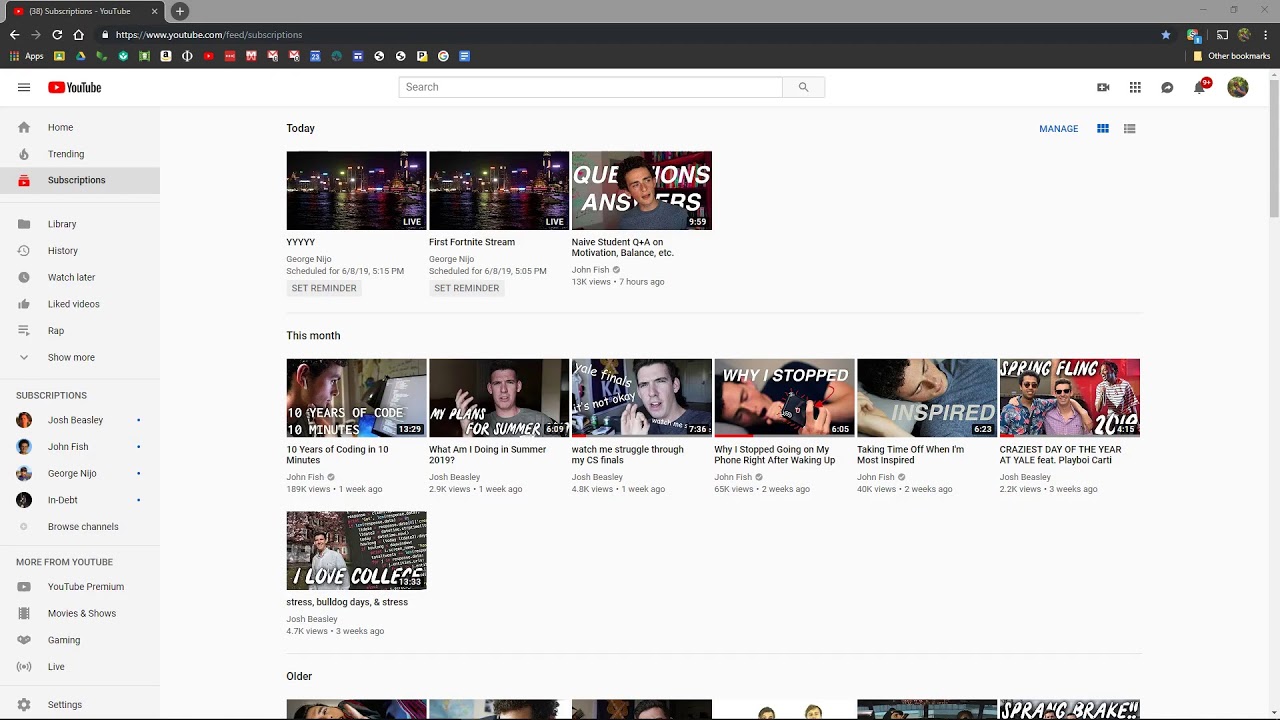 (30) Subscriptions - YouTube
https://www.youtube.com/feed/subscriptions
Apps
Other bookmarks
YouTube
Search
9+
Home
Trending
Subscriptions
Library
History
Watch later
Liked videos
Rap
Show more
SUBSCRIPTIONS
Josh Beasley
John Fish
George Nijo
In-Debt
Browse channels
MORE FROM YOUTUBE
YouTube Premium
Movies & Shows
Gaming
Live
Settings
Today
MANAGE
LIVE
YYYYY
George Nijo
Scheduled for 6/8/19, 5:15 PM
SET REMINDER
LIVE
First Fortnite Stream
George Nijo
Scheduled for 6/8/19, 5:05 PM
SET REMINDER
QUESTIONS
ANSWERS
9:59
Naive Student Q+A on
Motivation, Balance, etc.
John Fish
13K views • 7 hours ago
This month
10 YEARS OF CODE
10 MINUTES
13:29
10 Years of Coding in 10
Minutes
John Fish
189K views • 1 week ago
MY PLANS
FOR SUMMER
6:09
What Am I Doing in Summer
2019?
Josh Beasley
2.9K views • 1 week ago
yale finals
it's not okay
watch me
7:36
watch me struggle through
my CS finals
Josh Beasley
4.8K views • 1 week ago
WHY I STOPPED
6:05
Why I Stopped Going on My
Phone Right After Waking Up
John Fish
65K views • 2 weeks ago
INSPIRED
6:23
Taking Time Off When I'm
Most Inspired
John Fish
40K views • 2 weeks ago
SPRING FLING
2019
4:15
CRAZIEST DAY OF THE YEAR
AT YALE feat. Playboi Carti
Josh Beasley
2.2K views • 3 weeks ago
I LOVE COLLEGE
13:33
stress, bulldog days, & stress
Josh Beasley
4.7K views • 3 weeks ago
Older
SPRANG BREAK"